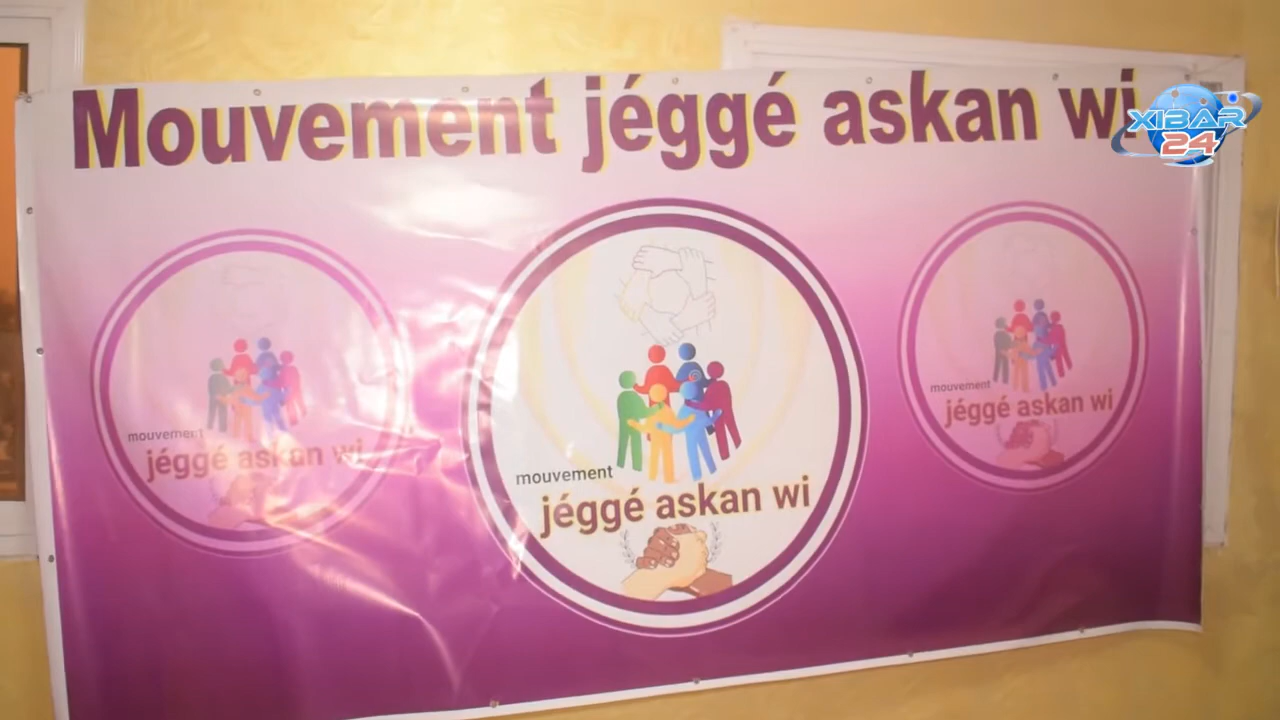 Mouvement jéggé askan wi
XIBAR
24
mouvement
jéggé askan wi
mouvement
jéggé askan wi
mouvement
jéggé askan wi